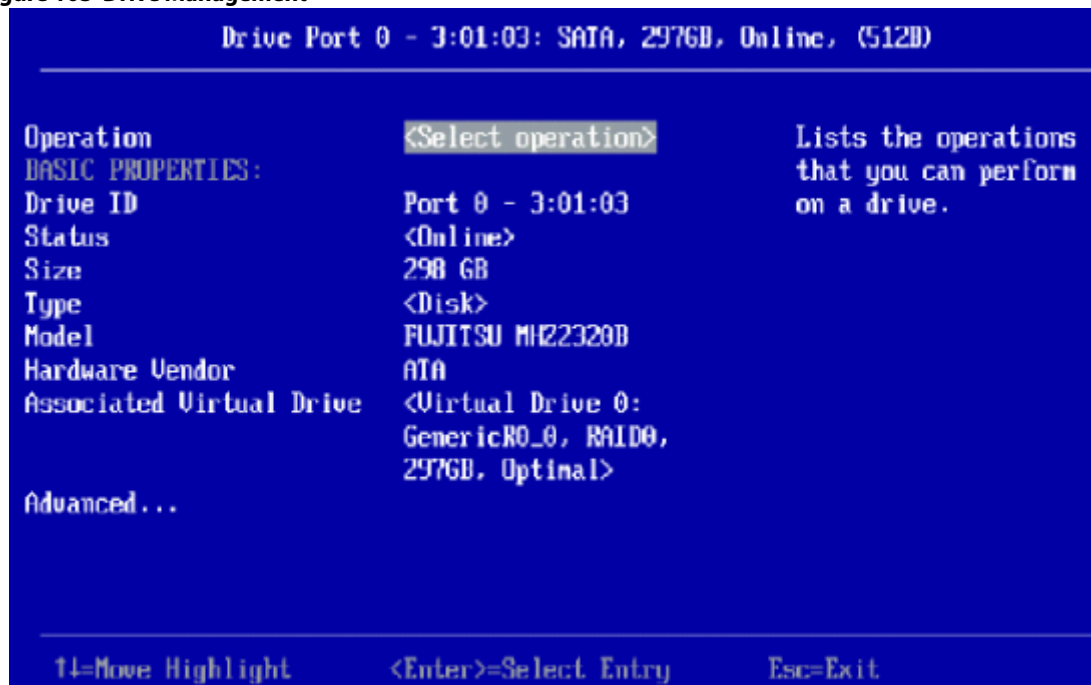 Drive Port 0 - 3:01:03: SATA, 297GB, Online, (512B)
Operation <Select operation> Lists the operations
BASIC PROPERTIES: that you can perform
Drive ID Port 0 - 3:01:03 on a drive.
Status <Online>
Size 298 GB
Type <Disk>
Model FUJITSU MHZ2320B
Hardware Vendor ATA
Associated Virtual Drive <Virtual Drive 0:
GenericR0_0, RAID0,
297GB, Optimal>
Advanced...
↑↓=Move Highlight <Enter>=Select Entry Esc=Exit